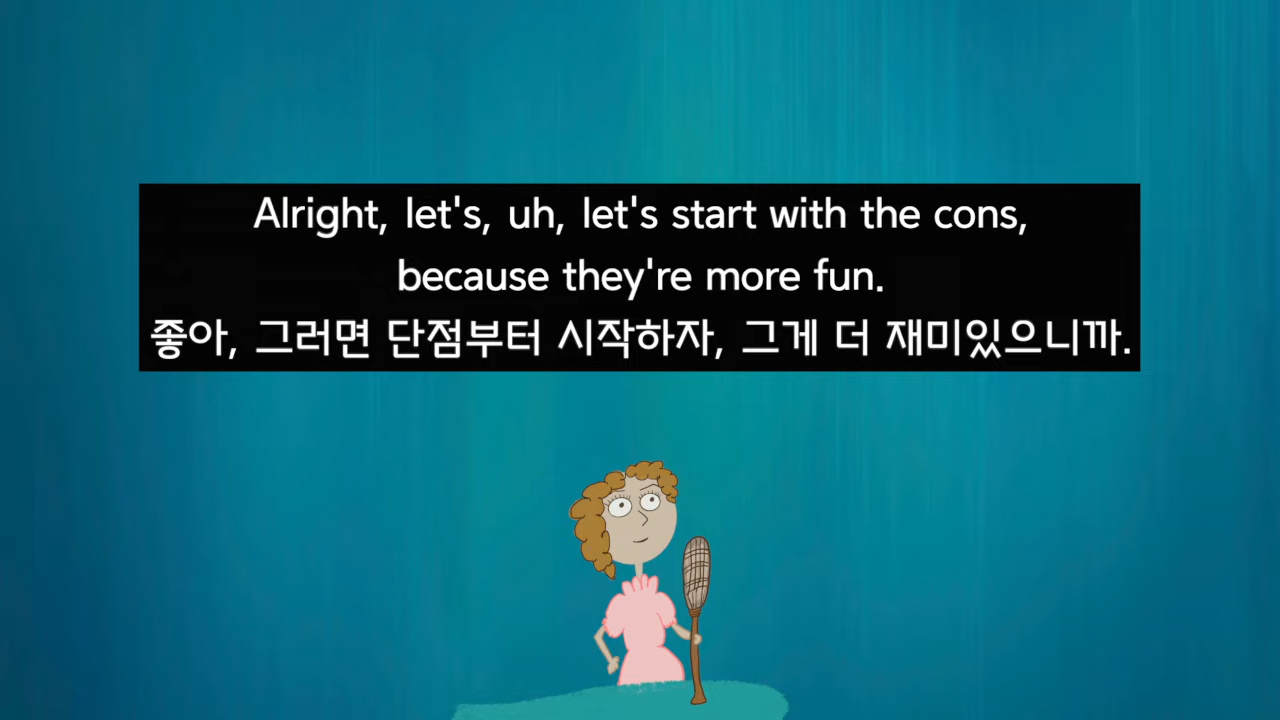 Alright, let's, uh, let's start with the cons,
because they're more fun.
좋아, 그러면 단점부터 시작하자, 그게 더 재미있으니까.